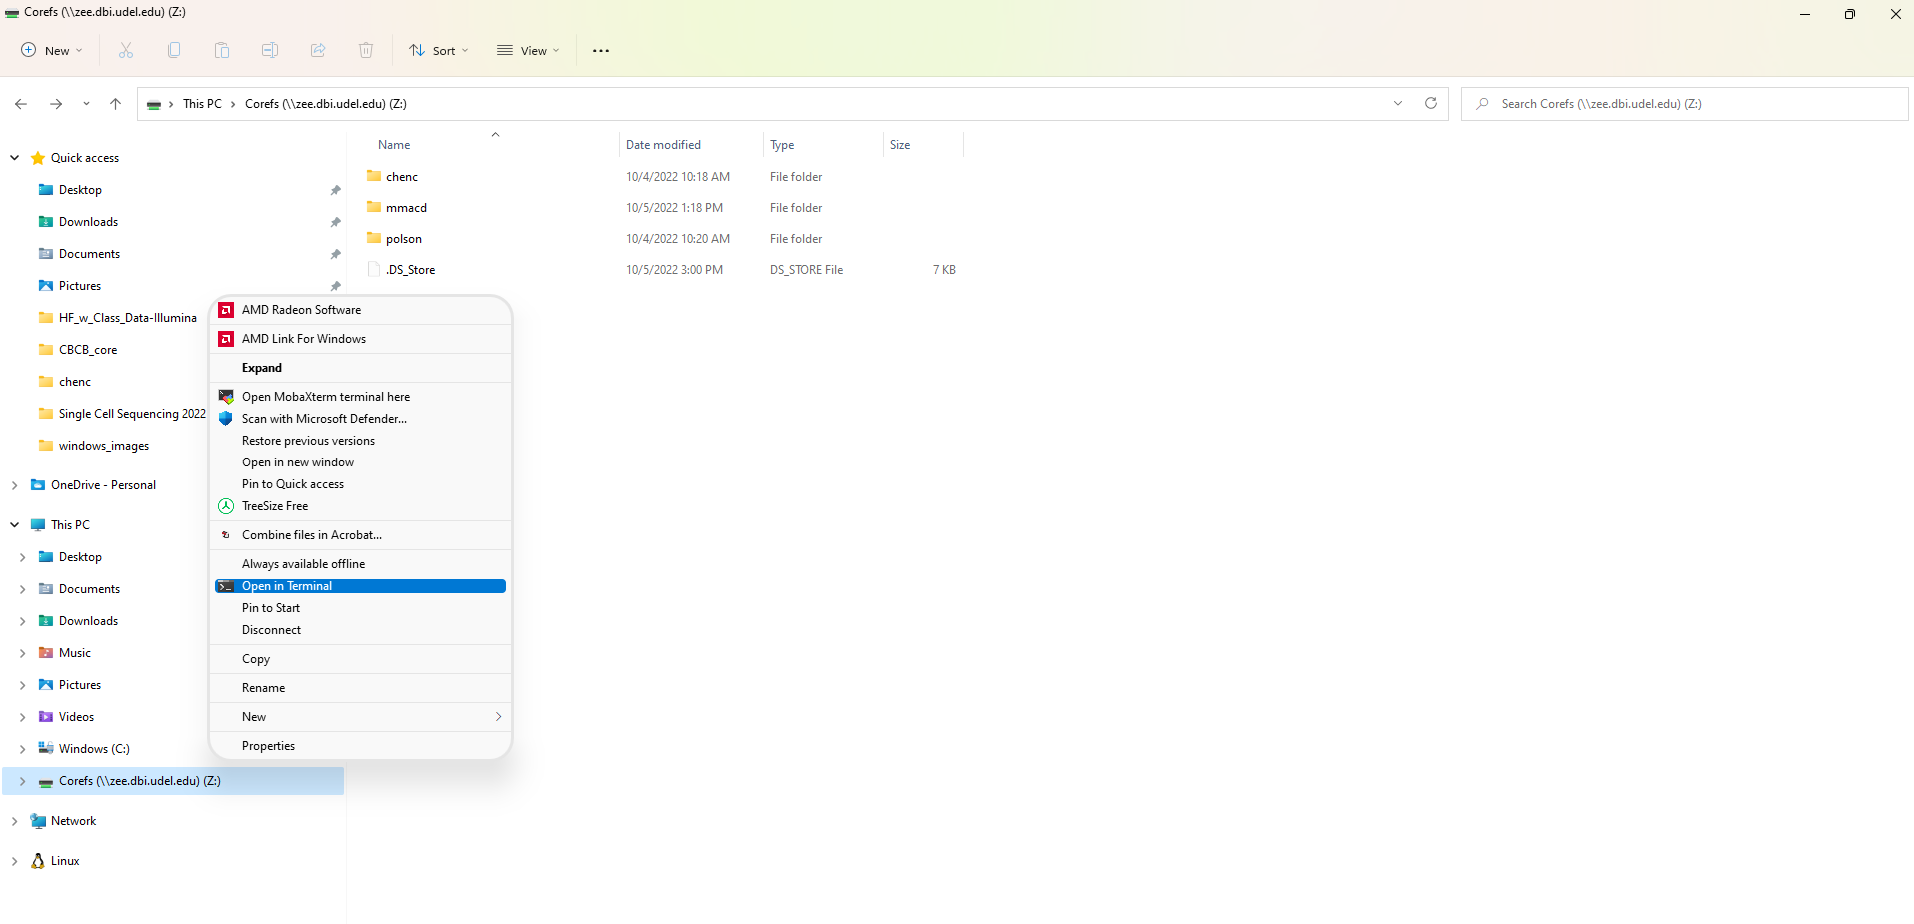 Corefs (\\zee.dbi.udel.edu) (Z:)
New
Sort
View
This PC > Corefs (\\zee.dbi.udel.edu) (Z:)
Search Corefs (\\zee.dbi.udel.edu) (Z:)
Name Date modified Type Size
chenc 10/4/2022 10:18 AM File folder
mmacd 10/5/2022 1:18 PM File folder
polson 10/4/2022 10:20 AM File folder
.DS_Store 10/5/2022 3:00 PM DS_STORE File 7 KB
Quick access
Desktop
Downloads
Documents
Pictures
HF_w_Class_Data-Illumina
CBCB_core
chenc
Single Cell Sequencing 2022
windows_images
OneDrive - Personal
This PC
Desktop
Documents
Downloads
Music
Pictures
Videos
Windows (C:)
Corefs (\\zee.dbi.udel.edu) (Z:)
Network
Linux
AMD Radeon Software
AMD Link For Windows
Expand
Open MobaXterm terminal here
Scan with Microsoft Defender...
Restore previous versions
Open in new window
Pin to Quick access
TreeSize Free
Combine files in Acrobat...
Always available offline
Open in Terminal
Pin to Start
Disconnect
Copy
Rename
New
Properties